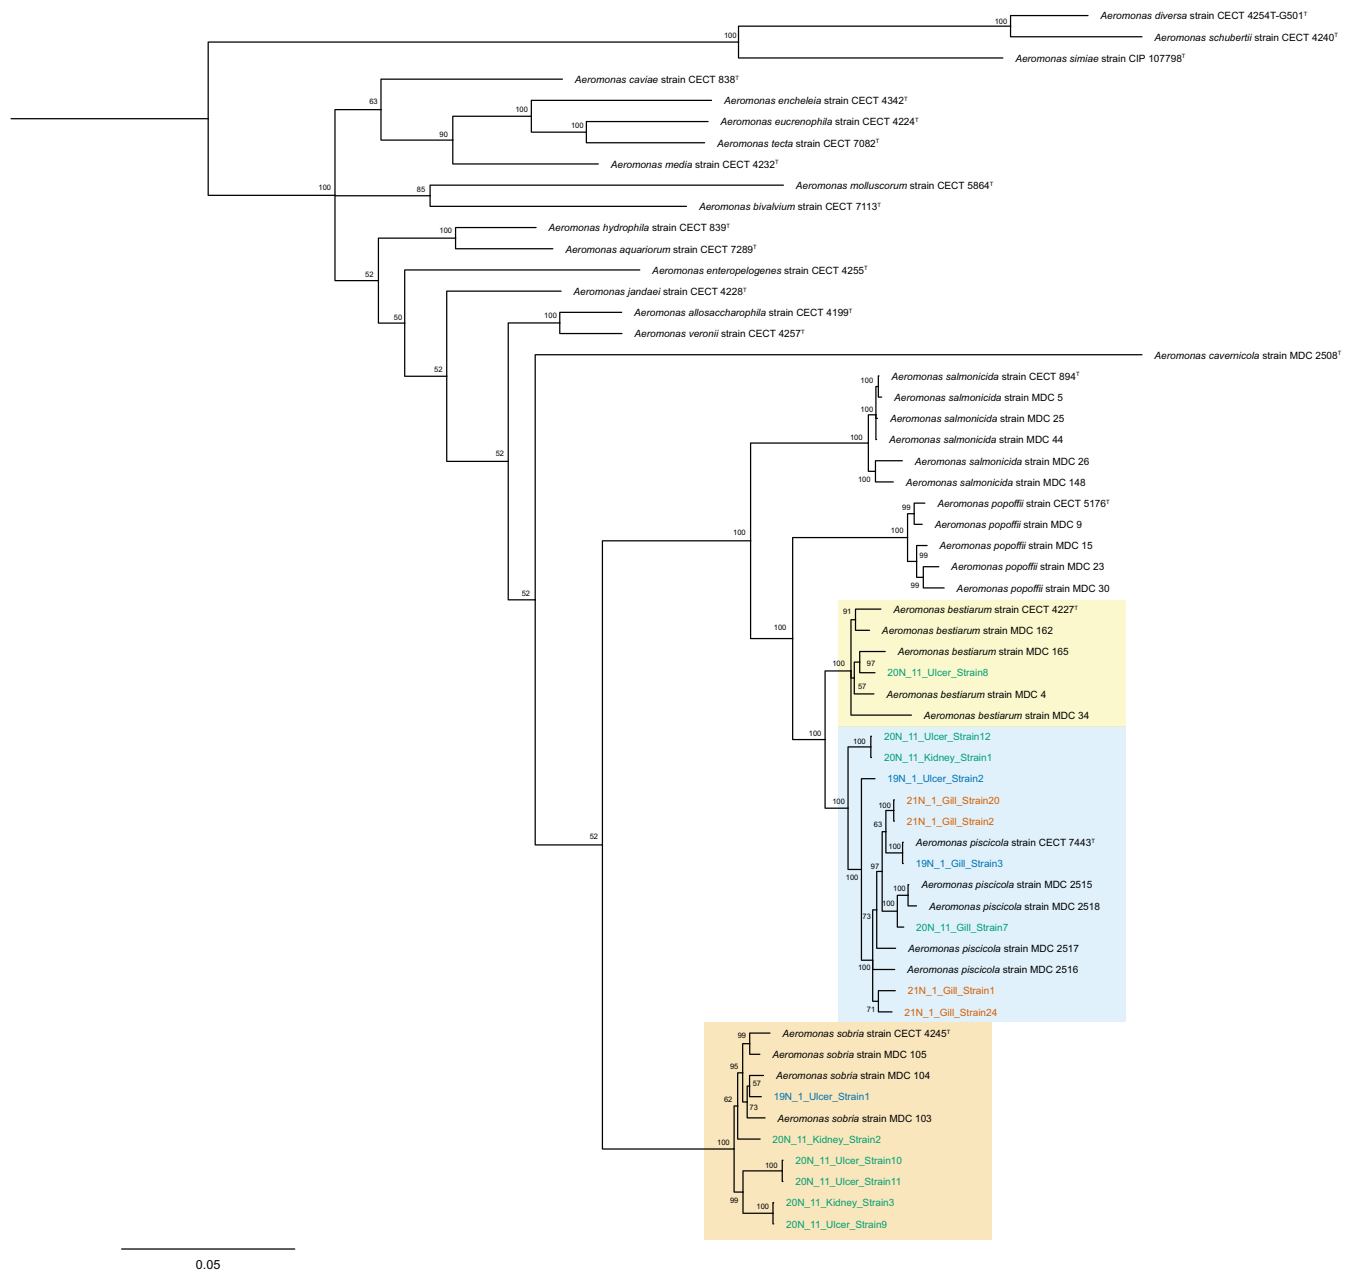 100
Aeromonas diversa strain CECT 4254T-G501ᵀ
100
Aeromonas schubertii strain CECT 4240ᵀ
Aeromonas simiae strain CIP 107798ᵀ
Aeromonas caviae strain CECT 838ᵀ
63
Aeromonas encheleia strain CECT 4342ᵀ
100
Aeromonas eucrenophila strain CECT 4224ᵀ
100
90
Aeromonas tecta strain CECT 7082ᵀ
Aeromonas media strain CECT 4232ᵀ
100
85
Aeromonas molluscorum strain CECT 5864ᵀ
Aeromonas bivalvium strain CECT 7113ᵀ
100
Aeromonas hydrophila strain CECT 839ᵀ
Aeromonas aquariorum strain CECT 7289ᵀ
52
Aeromonas enteropelogenes strain CECT 4255ᵀ
Aeromonas jandaei strain CECT 4228ᵀ
50
100
Aeromonas allosaccharophila strain CECT 4199ᵀ
Aeromonas veronii strain CECT 4257ᵀ
Aeromonas cavernicola strain MDC 2508ᵀ
52
100
Aeromonas salmonicida strain CECT 894ᵀ
Aeromonas salmonicida strain MDC 5
100
Aeromonas salmonicida strain MDC 25
100
Aeromonas salmonicida strain MDC 44
52
Aeromonas salmonicida strain MDC 26
100
Aeromonas salmonicida strain MDC 148
99
Aeromonas popoffii strain CECT 5176ᵀ
Aeromonas popoffii strain MDC 9
100
100
Aeromonas popoffii strain MDC 15
99
Aeromonas popoffii strain MDC 23
99
Aeromonas popoffii strain MDC 30
52
91
Aeromonas bestiarum strain CECT 4227ᵀ
100
Aeromonas bestiarum strain MDC 162
Aeromonas bestiarum strain MDC 165
100
97
20N_11_Ulcer_Strain8
57
Aeromonas bestiarum strain MDC 4
Aeromonas bestiarum strain MDC 34
100
100
20N_11_Ulcer_Strain12
20N_11_Kidney_Strain1
19N_1_Ulcer_Strain2
100
100
21N_1_Gill_Strain20
63
21N_1_Gill_Strain2
52
100
Aeromonas piscicola strain CECT 7443ᵀ
97
19N_1_Gill_Strain3
100
100
Aeromonas piscicola strain MDC 2515
100
Aeromonas piscicola strain MDC 2518
73
20N_11_Gill_Strain7
Aeromonas piscicola strain MDC 2517
100
Aeromonas piscicola strain MDC 2516
21N_1_Gill_Strain1
71
21N_1_Gill_Strain24
99
Aeromonas sobria strain CECT 4245ᵀ
Aeromonas sobria strain MDC 105
95
Aeromonas sobria strain MDC 104
57
62
19N_1_Ulcer_Strain1
73
Aeromonas sobria strain MDC 103
100
20N_11_Kidney_Strain2
100
20N_11_Ulcer_Strain10
20N_11_Ulcer_Strain11
99
100
20N_11_Kidney_Strain3
20N_11_Ulcer_Strain9
0.05